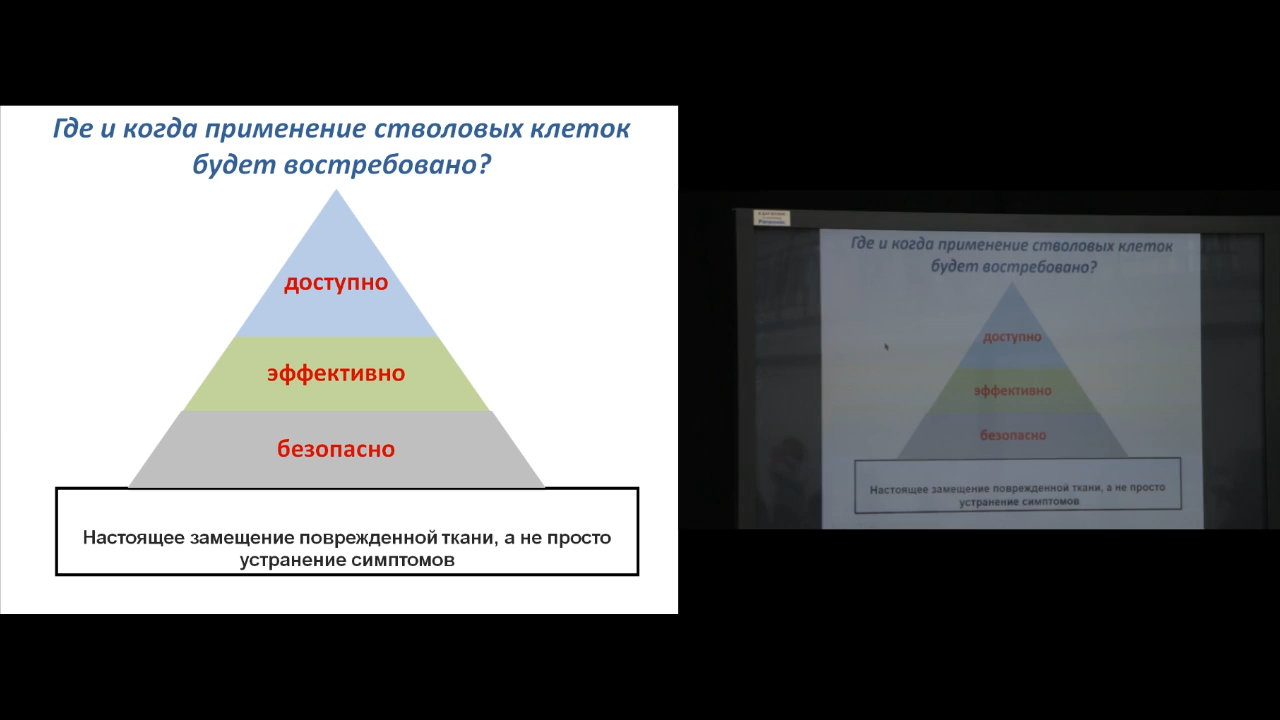 Где и когда применение стволовых клеток
будет востребовано?
доступно
эффективно
безопасно
Настоящее замещение поврежденной ткани, а не просто
устранение симптомов
Panasonic
Где и когда применение стволовых клеток
будет востребовано?
доступно
эффективно
безопасно
Настоящее замещение поврежденной ткани, а не просто
устранение симптомов